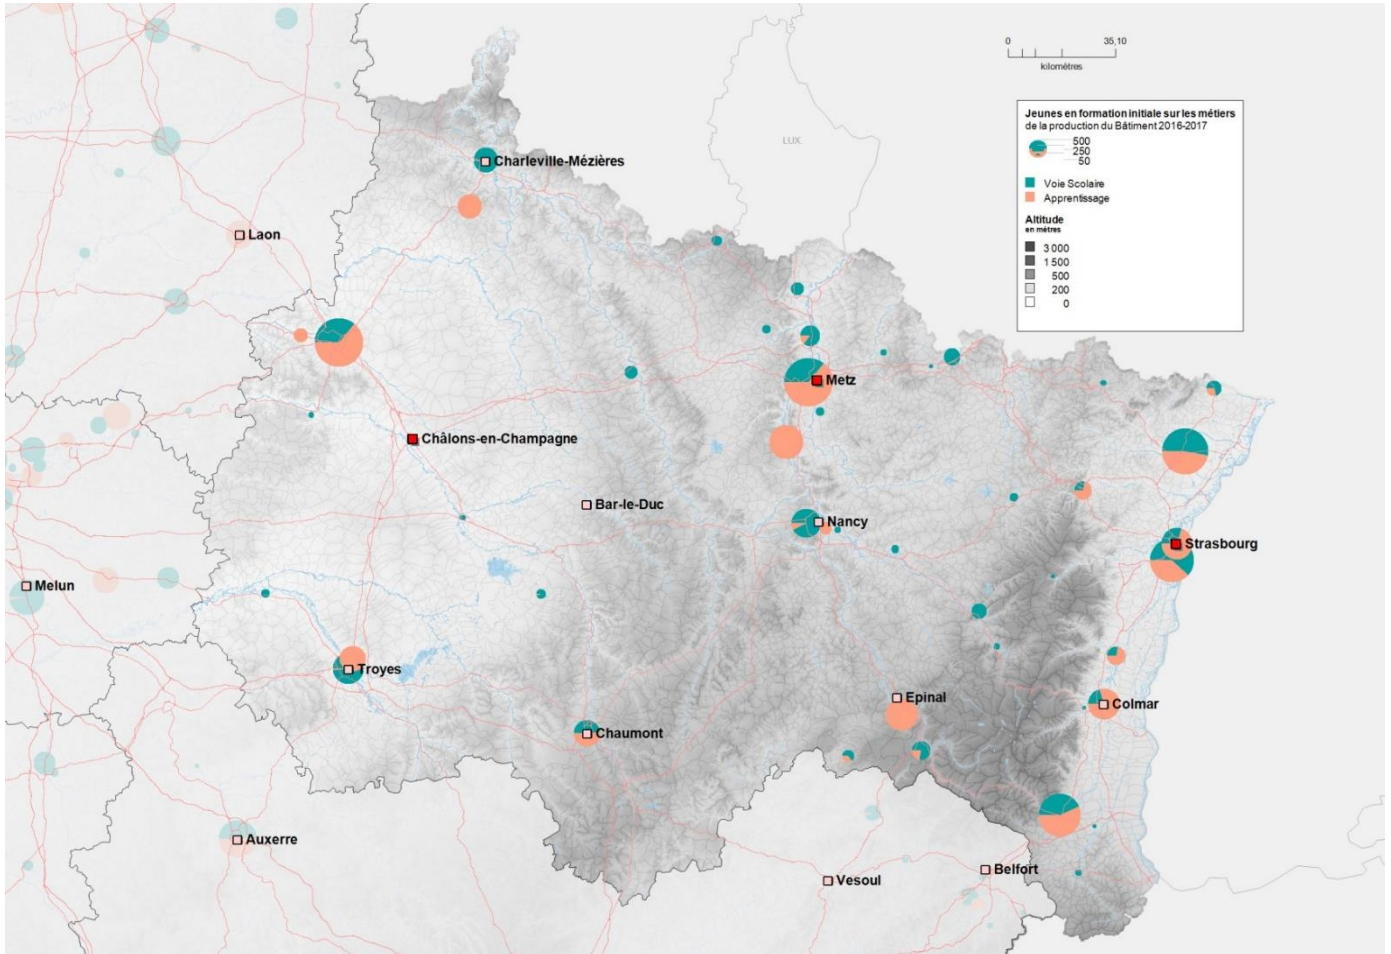 0 35,10
kilomètres
LUX.
Jeunes en formation initiale sur les métiers
de la production du Bâtiment 2016-2017
500
250
50
Voie Scolaire
Apprentissage
Altitude
en mètres
3 000
1 500
500
200
0
Charleville-Mézières
Laon
Metz
Châlons-en-Champagne
Bar-le-Duc
Nancy
Strasbourg
Melun
Troyes
Epinal
Colmar
Chaumont
Auxerre
Belfort
Vesoul